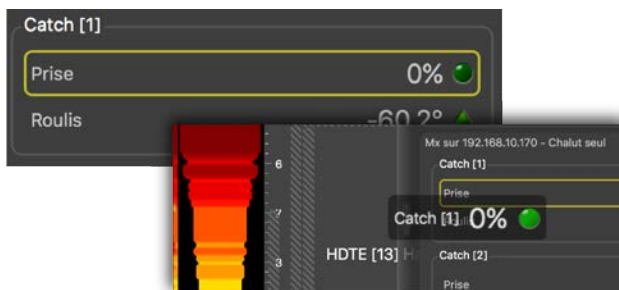 Catch [1]
Prise 0%
Roulis -60.2°
Mx sur 192.168.10.170 - Chalut seul
Catch [1]
Prise
Catch [1] 0%
6
7
3
HDTE [13] H
Catch [2]
Prise